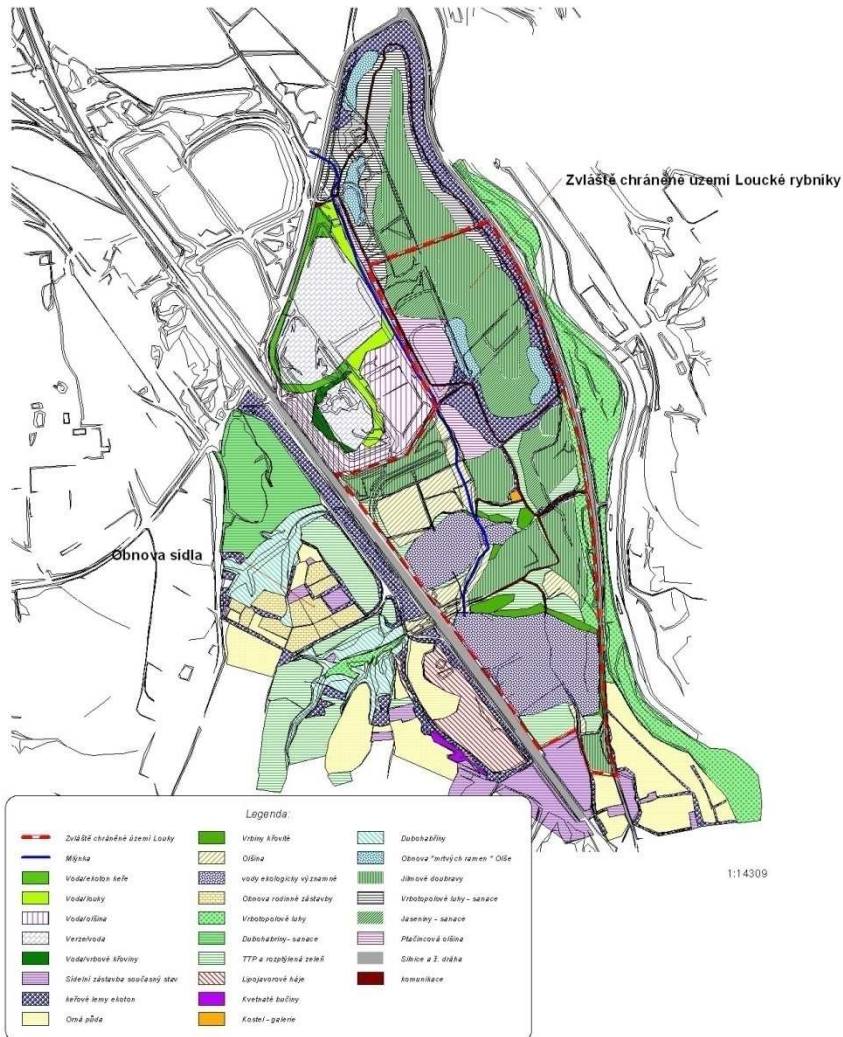 Zvláště chráněné území Loucké rybníky
Obnova sídla
Legenda:
Zvláště chráněné území Louky
Mlýnka
Voda/ekoton keře
Voda/louky
Voda/olšina
Verze/voda
Voda/vrbové křoviny
Sídelní zástavba současný stav
keřové lemy ekoton
Orná půda
Vrbiny křovité
Olšina
vody ekologicky významné
Obnova rodinné zástavby
Vrbotopolové luhy
Dubohabřiny- sanace
TTP a rozptýlená zeleň
Lipojavorové háje
Kvetnaté bučiny
Kostel - galerie
Dubohabřiny
Obnova "mrtvých ramen " Olše
Jilmové doubravy
Vrbotopolové luhy - sanace
Jaseniny - sanace
Ptačincová olšina
Silnice a ž. dráha
komunikace
1:14309